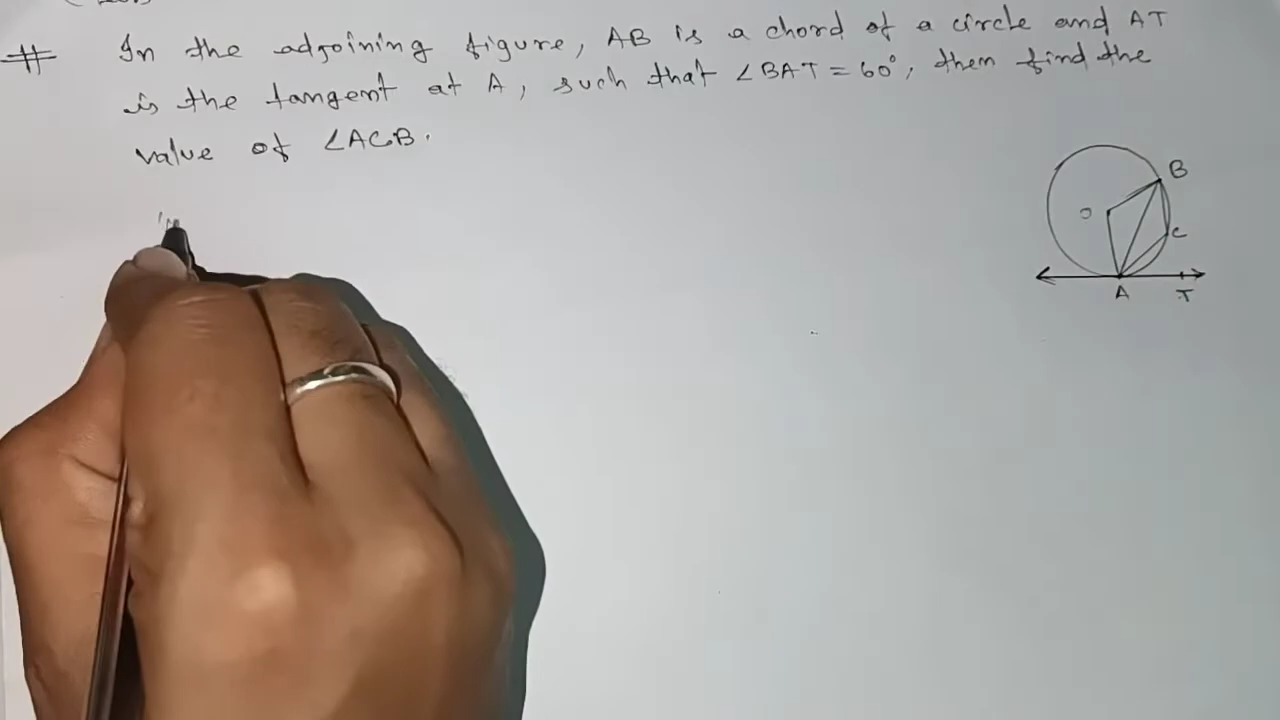 # In the adjoining figure, AB is a chord of a circle and AT
is the tangent at A, such that ∠BAT = 60°, then find the
value of ∠ACB.
B
O
C
A
T